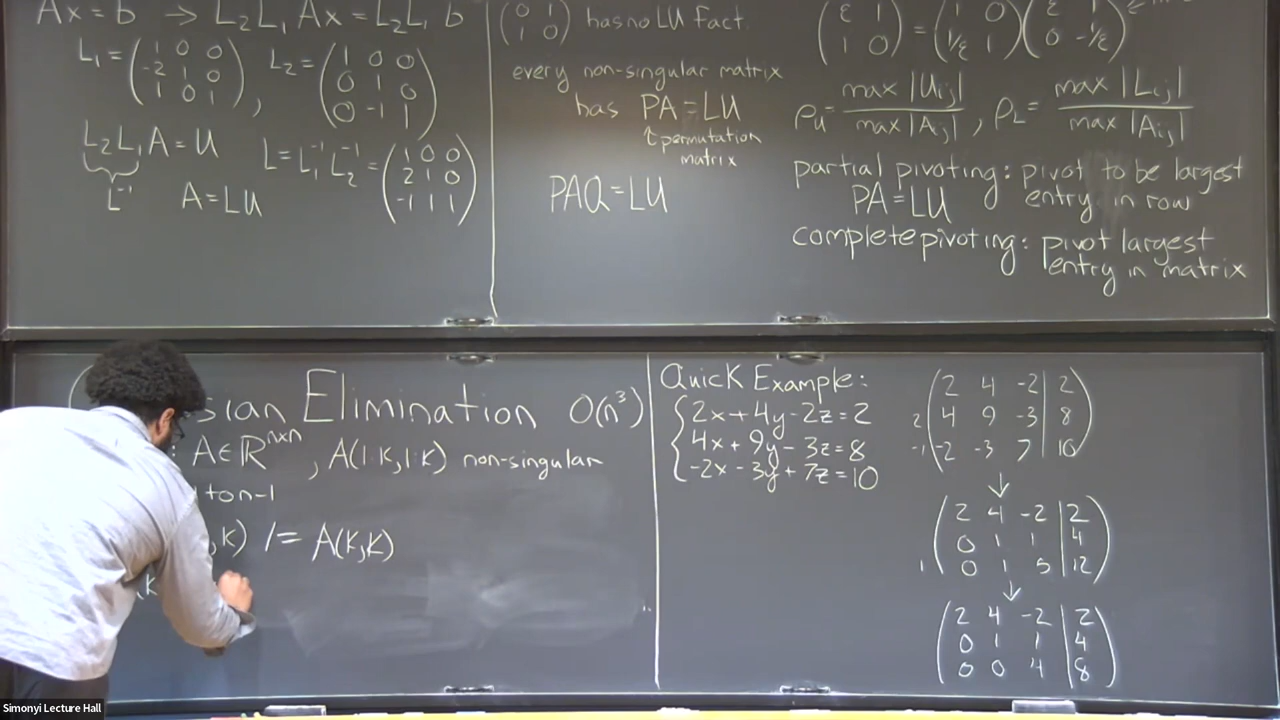 Ax = b → L₂L₁Ax = L₂L₁ b
L₁ = (1 0 0; -2 1 0; 1 0 1), L₂ = (1 0 0; 0 1 0; 0 -1 1)
L₂L₁A = U
L = L₁⁻¹L₂⁻¹ = (1 0 0; 2 1 0; -1 1 1)
L⁻¹
A = LU
(0 1; 1 0) has no LU fact.
every non-singular matrix
has PA = LU
↑ permutation
matrix
PAQ = LU
(ε 1; 1 0) = (1 0; 1/ε 1)(ε 1; 0 -1/ε)
ρ_U = max |U_ij| / max |A_ij| , ρ_L = max |L_ij| / max |A_ij|
partial pivoting: pivot to be largest
PA = LU entry in row
complete pivoting: pivot largest
entry in matrix
sian Elimination O(n³)
: A∈ℝⁿˣⁿ, A(1:k,1:k) non-singular
1 to n-1
,k) /= A(k,k)
(k
Quick Example:
{ 2x+4y-2z=2
4x+9y-3z=8
-2x-3y+7z=10
(2 4 -2 | 2
2 4 9 -3 | 8
-1 -2 -3 7 | 10)
↓
(2 4 -2 | 2
0 1 1 | 4
1 0 1 5 | 12)
↓
(2 4 -2 | 2
0 1 1 | 4
0 0 4 | 8)
Simonyi Lecture Hall